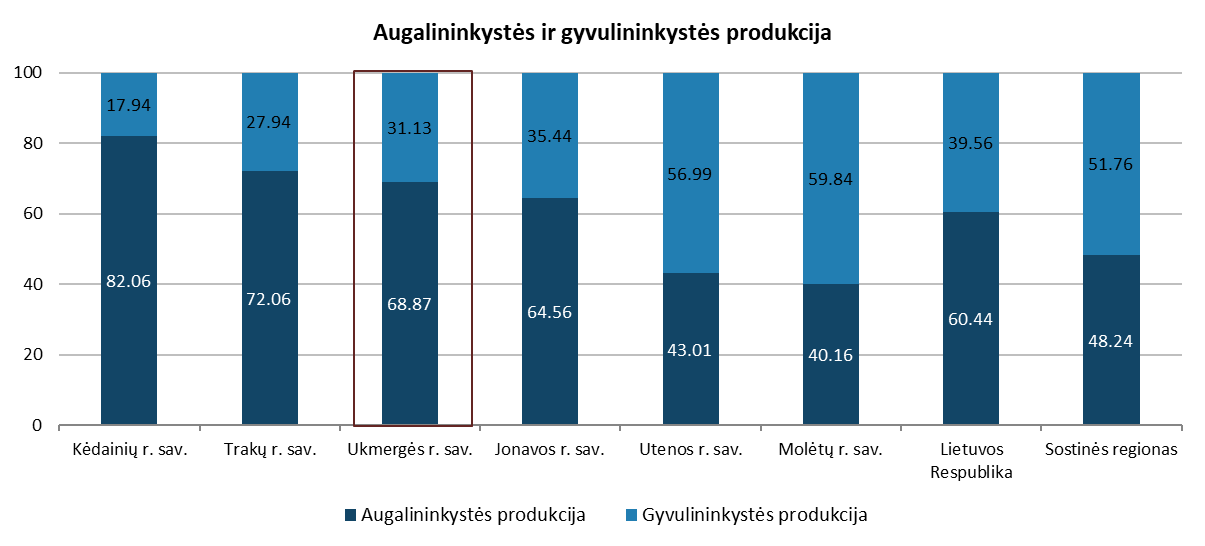 Augalininkystės ir gyvulininkystės produkcija
100
80
60
40
20
0
17.94
27.94
31.13
35.44
56.99
59.84
39.56
51.76
82.06
72.06
68.87
64.56
43.01
40.16
60.44
48.24
Kėdainių r. sav.
Trakų r. sav.
Ukmergės r. sav.
Jonavos r. sav.
Utenos r. sav.
Molėtų r. sav.
Lietuvos
Respublika
Sostinės regionas
Augalininkystės produkcija
Gyvulininkystės produkcija